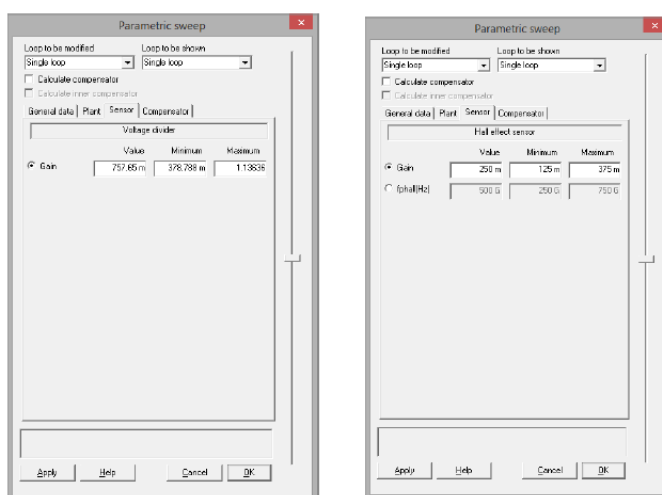 Parametric sweep
Loop to be modified Loop to be shown
Single loop Single loop
Calculate compensator
Calculate inner compensator
General data Plant Sensor Compensator
Voltage divider
Value Minimum Maximum
Gain 757.65 m 378.788 m 1.13636
Apply Help Cancel OK
Parametric sweep
Loop to be modified Loop to be shown
Single loop Single loop
Calculate compensator
Calculate inner compensator
General data Plant Sensor Compensator
Hall effect sensor
Value Minimum Maximum
Gain 250 m 125 m 375 m
fphall(Hz) 500 G 250 G 750 G
Apply Help Cancel OK